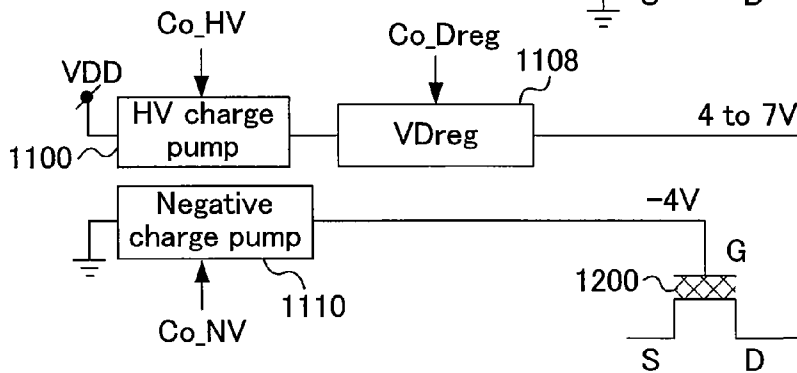 Co_HV
Co_Dreg
D
VDD
1108
HV charge
pump
VDreg
4 to 7V
1100
Negative
charge pump
-4V
G
1200
1110
Co_NV
S
D